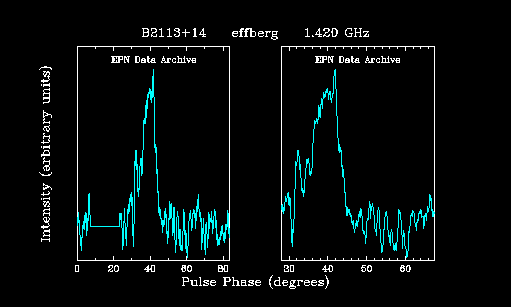 B2113+14 effberg 1.420 GHz
EPN Data Archive EPN Data Archive
Intensity (arbitrary units)
0 20 40 60 80 30 40 50 60
Pulse Phase (degrees)